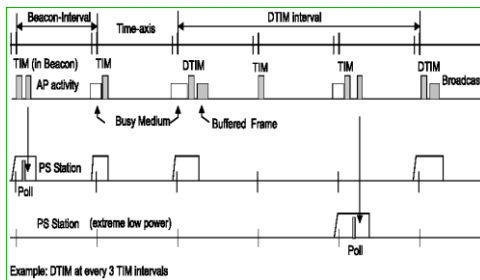 Beacon-Interval Time-axis DTIM interval
TIM (in Beacon) TIM DTIM TIM TIM DTIM
AP activity Broadcast
Busy Medium Buffered Frame
PS Station
Poll
PS Station (extreme low power)
Poll
Example: DTIM at every 3 TIM intervals